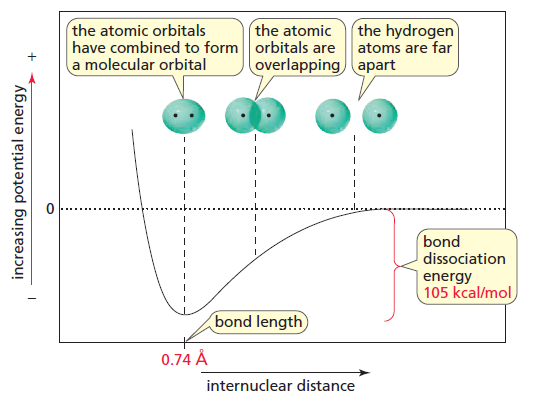 the atomic orbitals
have combined to form
a molecular orbital
the atomic
orbitals are
overlapping
the hydrogen
atoms are far
apart
+
increasing potential energy
0
–
bond
dissociation
energy
105 kcal/mol
bond length
0.74 Å
internuclear distance